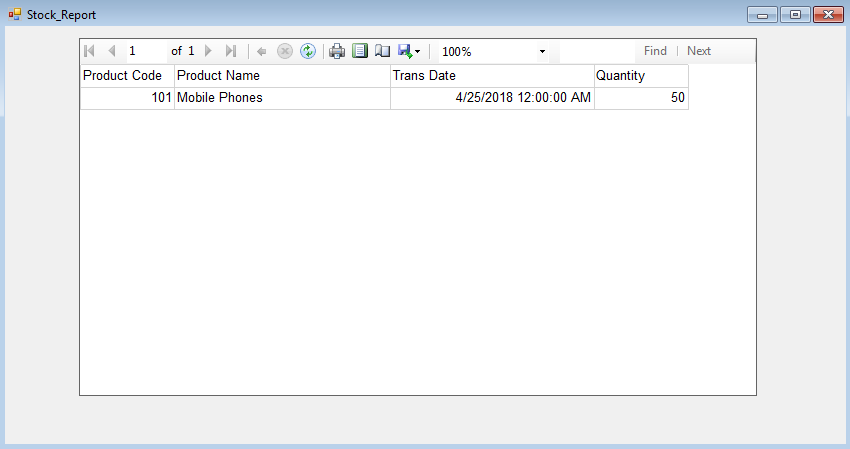 Stock_Report
1 of 1 100% Find Next
Product Code Product Name Trans Date Quantity
101 Mobile Phones 4/25/2018 12:00:00 AM 50